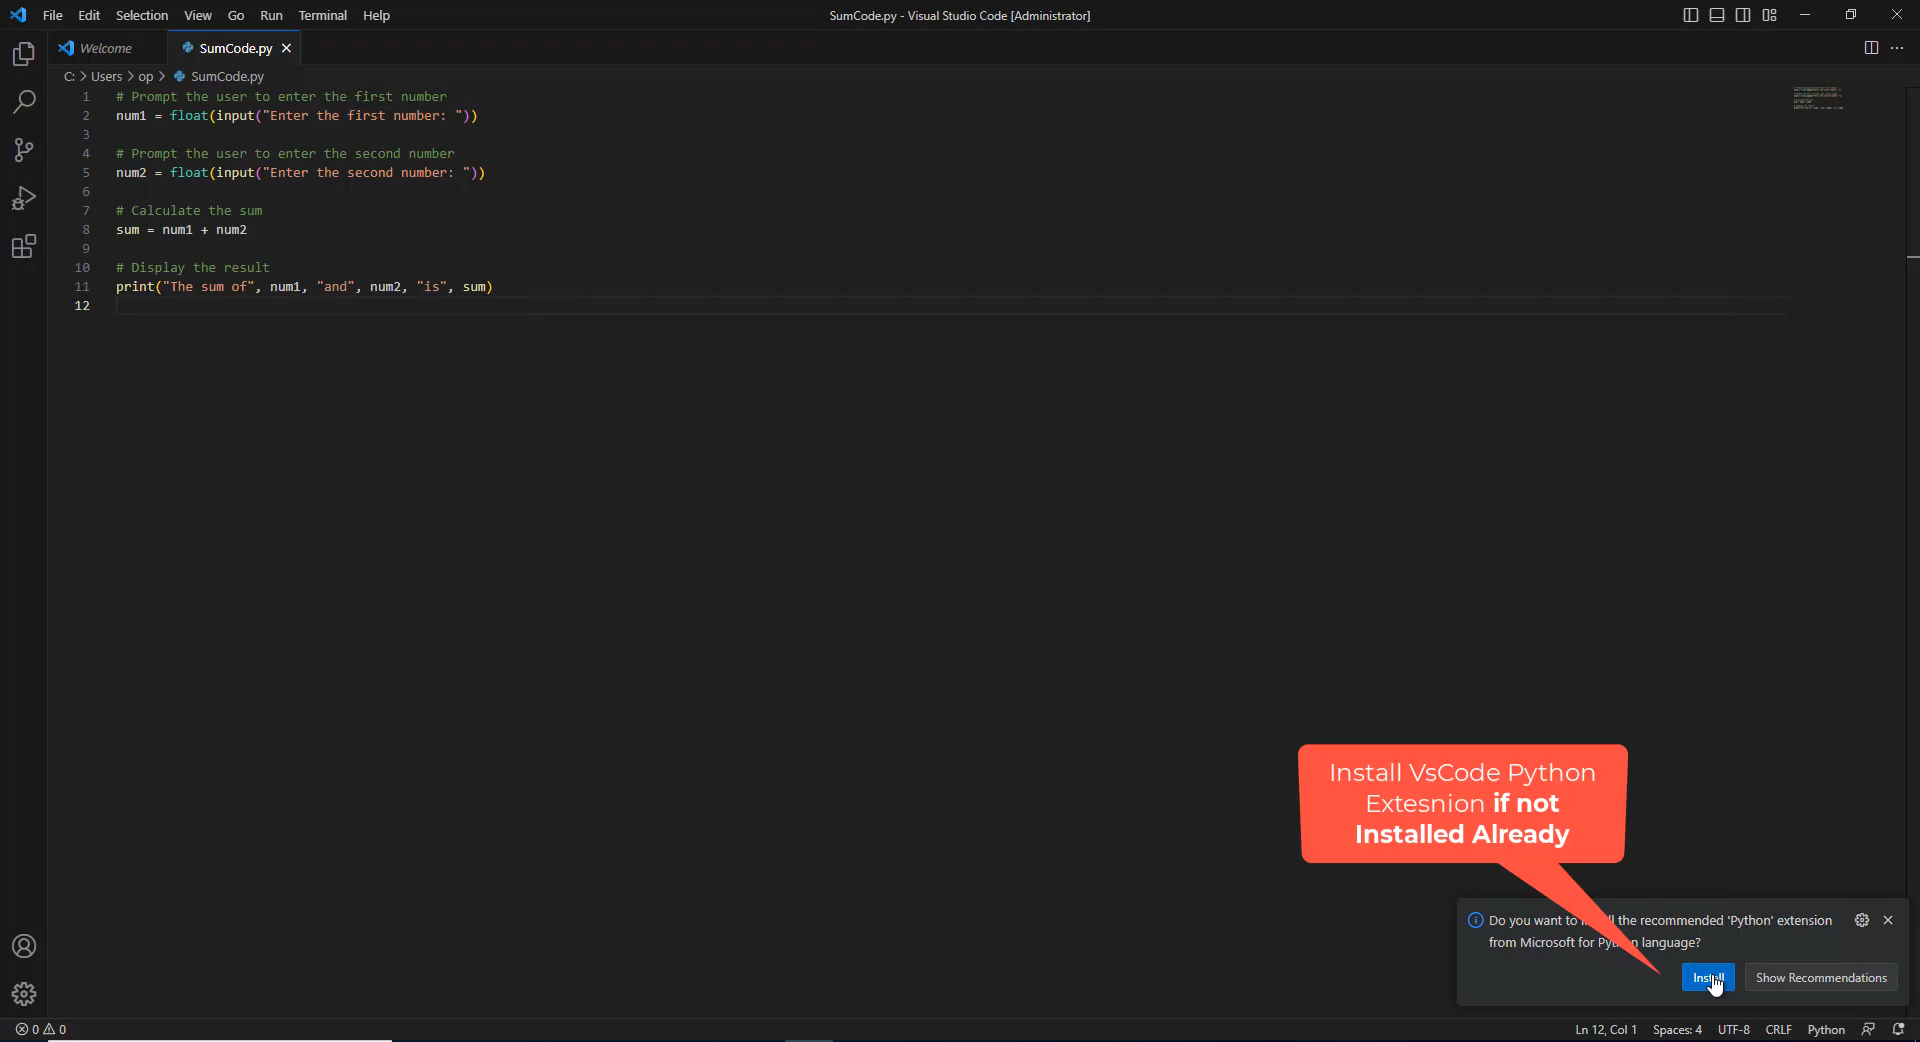 File Edit Selection View Go Run Terminal Help
SumCode.py - Visual Studio Code [Administrator]
Welcome
SumCode.py
C: > Users > op > SumCode.py
1 # Prompt the user to enter the first number
2 num1 = float(input("Enter the first number: "))
3
4 # Prompt the user to enter the second number
5 num2 = float(input("Enter the second number: "))
6
7 # Calculate the sum
8 sum = num1 + num2
9
10 # Display the result
11 print("The sum of", num1, "and", num2, "is", sum)
12
Install VsCode Python
Extesnion if not
Installed Already
Do you want to the recommended 'Python' extension
from Microsoft for Python language?
Install
Show Recommendations
0 0
Ln 12, Col 1 Spaces: 4 UTF-8 CRLF Python